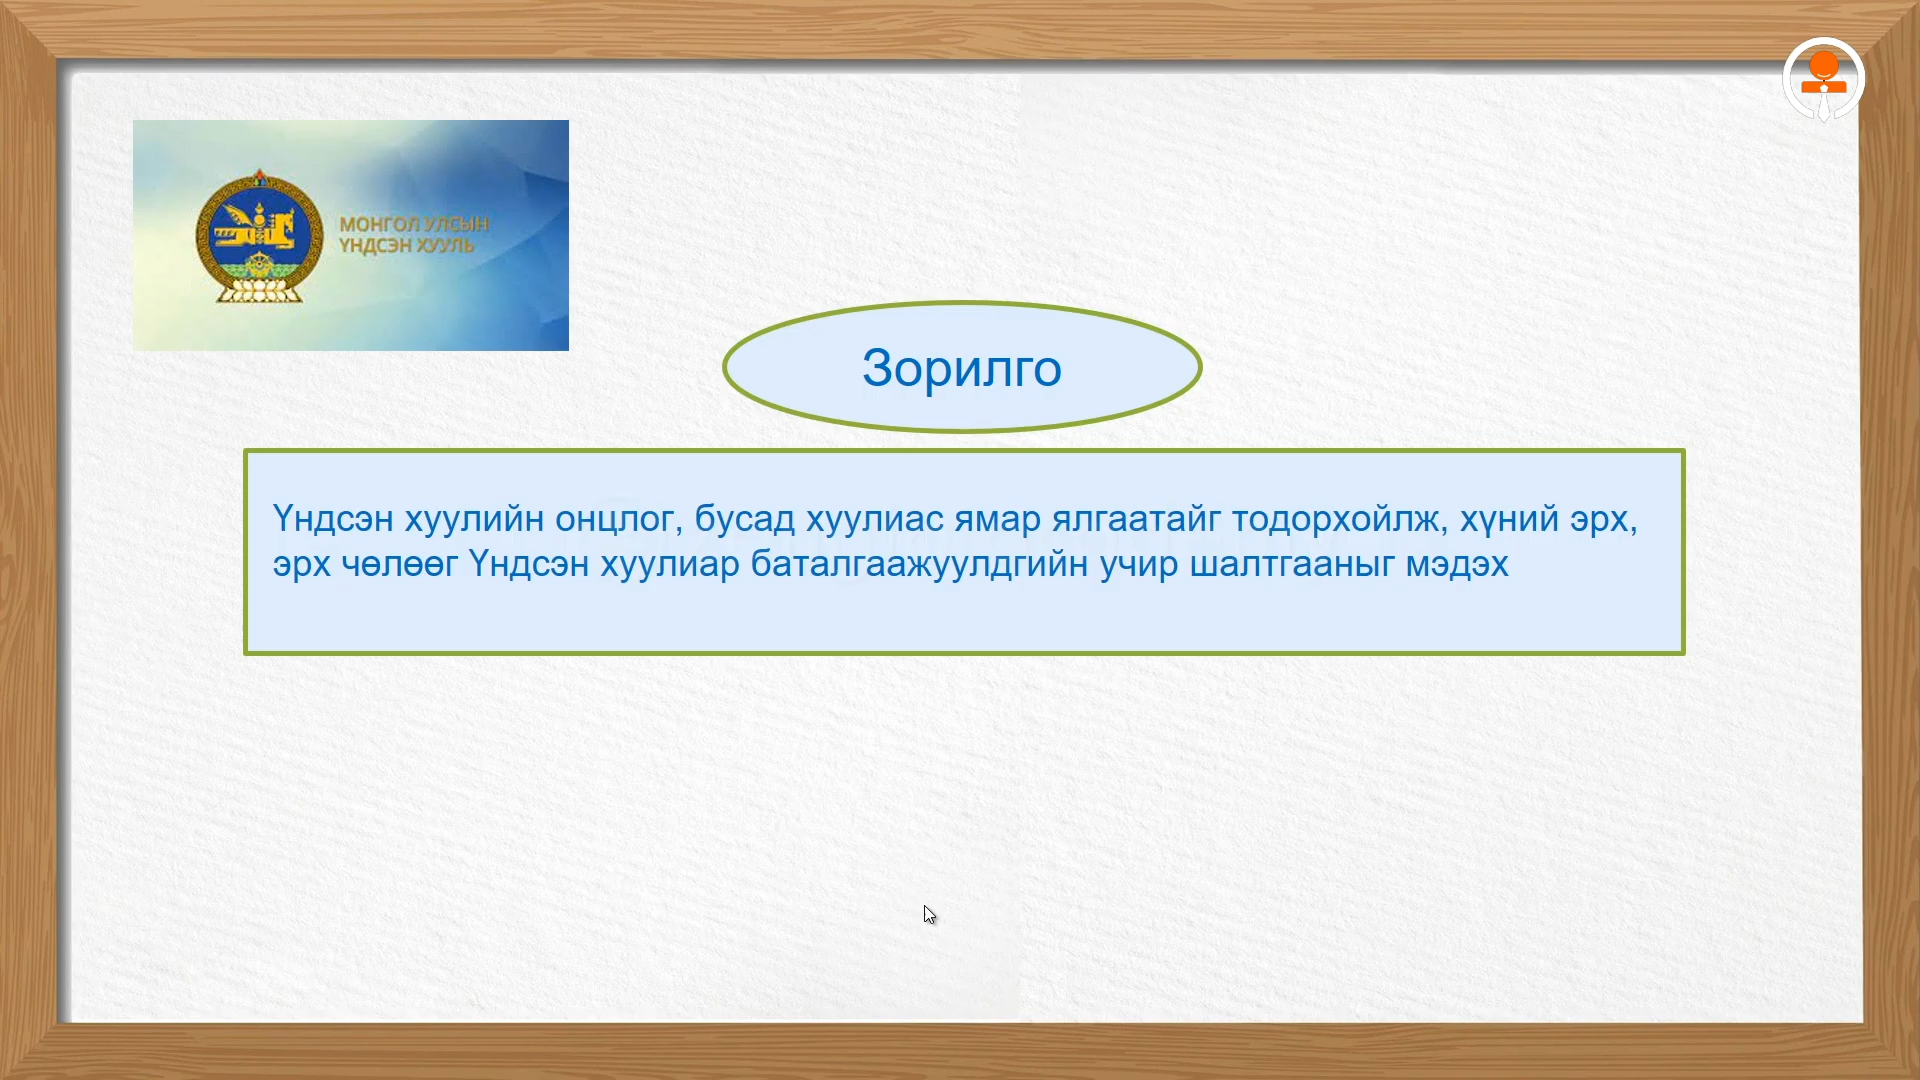 МОНГОЛ УЛСЫН
ҮНДСЭН ХУУЛЬ
Зорилго
Үндсэн хуулийн онцлог, бусад хуулиас ямар ялгаатайг тодорхойлж, хүний эрх,
эрх чөлөөг Үндсэн хуулиар баталгаажуулдгийн учир шалтгааныг мэдэх